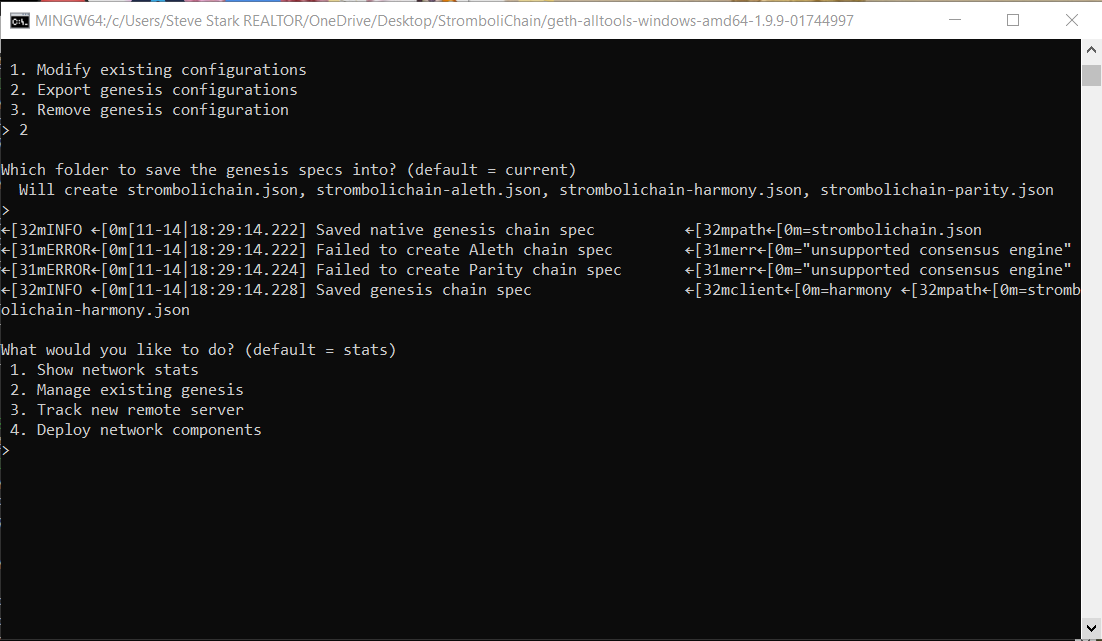 MINGW64:/c/Users/Steve Stark REALTOR/OneDrive/Desktop/StromboliChain/geth-alltools-windows-amd64-1.9.9-01744997
1. Modify existing configurations
2. Export genesis configurations
3. Remove genesis configuration
> 2
Which folder to save the genesis specs into? (default = current)
Will create strombolichain.json, strombolichain-aleth.json, strombolichain-harmony.json, strombolichain-parity.json
>
←[32mINFO ←[0m[11-14|18:29:14.222] Saved native genesis chain spec ←[32mpath←[0m=strombolichain.json
←[31mERROR←[0m[11-14|18:29:14.222] Failed to create Aleth chain spec ←[31merr←[0m="unsupported consensus engine"
←[31mERROR←[0m[11-14|18:29:14.224] Failed to create Parity chain spec ←[31merr←[0m="unsupported consensus engine"
←[32mINFO ←[0m[11-14|18:29:14.228] Saved genesis chain spec ←[32mclient←[0m=harmony ←[32mpath←[0m=stromb
olichain-harmony.json
What would you like to do? (default = stats)
1. Show network stats
2. Manage existing genesis
3. Track new remote server
4. Deploy network components
>